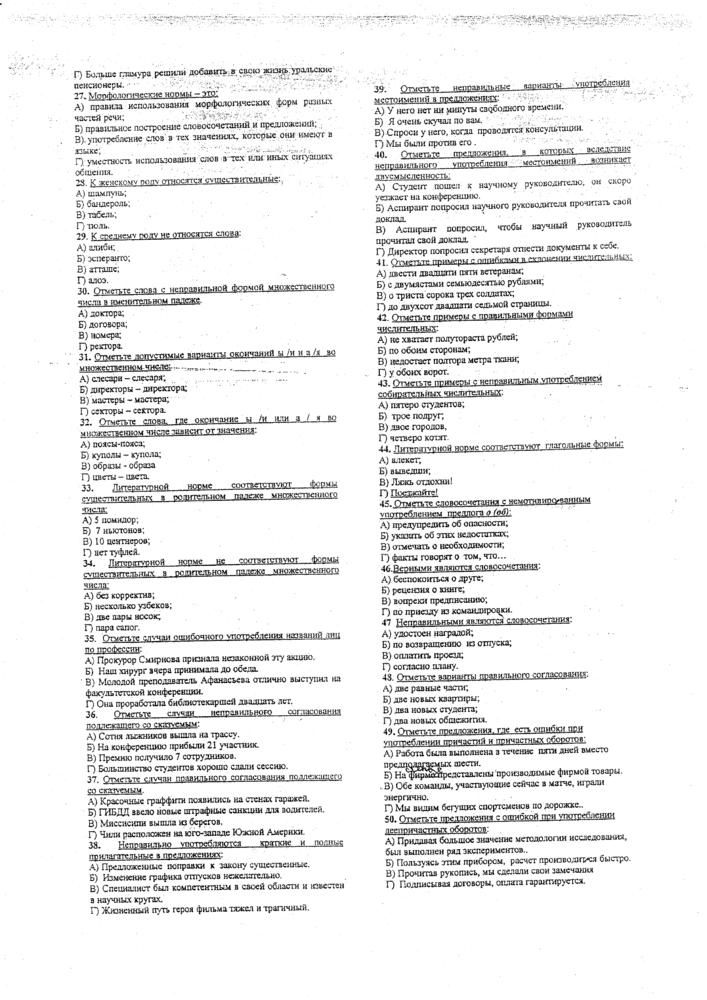 Г) Больше гламура решили добавить в свою жизнь уральские
пенсионеры.
27. Морфологические нормы – это:
А) правила использования морфологических форм разных
частей речи;
Б) правильное построение словосочетаний и предложений;
В) употребление слов в тех значениях, которые они имеют в
языке;
Г) уместность использования слов в тех или иных ситуациях
общения.
28. К женскому роду относятся существительные:
А) шампунь;
Б) бандероль;
В) табель;
Г) тюль.
29. К среднему роду не относятся слова:
А) алиби;
Б) эсперанто;
В) атташе;
Г) алоэ.
30. Отметьте слова с неправильной формой множественного
числа в именительном падеже.
А) доктора;
Б) договора;
В) номера;
Г) ректора.
31. Отметьте допустимые варианты окончаний ы /и и а /я во
множественном числе:
А) слесари – слесаря;
Б) директоры – директора;
В) мастеры – мастера;
Г) секторы – сектора.
32. Отметьте слова, где окончание ы /и или а / я во
множественном числе зависит от значения:
А) поясы-пояса;
Б) куполы – купола;
В) образы - образа
Г) цветы – цвета.
33. Литературной норме соответствуют формы
существительных в родительном падеже множественного
числа:
А) 5 помидор;
Б) 7 ньютонов;
В) 10 центнеров;
Г) нет туфлей.
34. Литературной норме не соответствуют формы
существительных в родительном падеже множественного
числа:
А) без корректив;
Б) несколько узбеков;
В) две пары носок;
Г) пара сапог.
35. Отметьте случаи ошибочного употребления названий лиц
по профессии:
А) Прокурор Смирнова признала незаконной эту акцию.
Б) Наш хирург вчера принимала до обеда.
В) Молодой преподаватель Афанасьева отлично выступил на
факультетской конференции.
Г) Она проработала библиотекаршей двадцать лет.
36. Отметьте случаи неправильного согласования
подлежащего со сказуемым:
А) Сотня лыжников вышла на трассу.
Б) На конференцию прибыли 21 участник.
В) Премию получило 7 сотрудников.
Г) Большинство студентов хорошо сдали сессию.
37. Отметьте случаи правильного согласования подлежащего
со сказуемым.
А) Красочные граффити появились на стенах гаражей.
Б) ГИБДД ввело новые штрафные санкции для водителей.
В) Миссисипи вышла из берегов.
Г) Чили расположен на юго-западе Южной Америки.
38. Неправильно употребляются краткие и полные
прилагательные в предложениях:
А) Предложенные поправки к закону существенные.
Б) Изменение графика отпусков нежелательно.
В) Специалист был компетентным в своей области и известен
в научных кругах.
Г) Жизненный путь героя фильма тяжел и трагичный.
39. Отметьте неправильные варианты употребления
местоимений в предложениях:
А) У него нет ни минуты свободного времени.
Б) Я очень скучал по вам.
В) Спроси у него, когда проводятся консультации.
Г) Мы были против его .
40. Отметьте предложения, в которых вследствие
неправильного употребления местоимений возникает
двусмысленность:
А) Студент пошел к научному руководителю, он скоро
уезжает на конференцию.
Б) Аспирант попросил научного руководителя прочитать свой
доклад.
В) Аспирант попросил, чтобы научный руководитель
прочитал свой доклад.
Г) Директор попросил секретаря отнести документы к себе.
41. Отметьте примеры с ошибками в склонении числительных:
А) двести двадцати пяти ветеранам;
Б) с двумястами семьюдесятью рублями;
В) о триста сорока трех солдатах;
Г) до двухсот двадцати седьмой страницы.
42. Отметьте примеры с правильными формами
числительных:
А) не хватает полутораста рублей;
Б) по обоим сторонам;
В) недостает полтора метра ткани;
Г) у обоих ворот.
43. Отметьте примеры с неправильным употреблением
собирательных числительных:
А) пятеро студентов;
Б) трое подруг;
В) двое городов,
Г) четверо котят.
44. Литературной норме соответствуют глагольные формы:
А) влекет;
Б) выведши;
В) Ляжь отдохни!
Г) Поезжайте!
45. Отметьте словосочетания с немотивированным
употреблением предлога о (об):
А) предупредить об опасности;
Б) указать об этих недостатках;
В) отмечать о необходимости;
Г) факты говорят о том, что…
46.Верными являются словосочетания:
А) беспокоиться о друге;
Б) рецензия о книге;
В) вопреки предписанию;
Г) по приезду из командировки.
47 Неправильными являются словосочетания:
А) удостоен наградой;
Б) по возвращению из отпуска;
В) оплатить проезд;
Г) согласно плану.
48. Отметьте варианты правильного согласования:
А) две равные части;
Б) две новых квартиры;
В) два новых студента;
Г) два новых общежития.
49. Отметьте предложения, где есть ошибки при
употреблении причастий и причастных оборотов:
А) Работа была выполнена в течение пяти дней вместо
предполагаемых шести.
Б) На фирме представлены производимые фирмой товары.
В) Обе команды, участвующие сейчас в матче, играли
энергично.
Г) Мы видим бегущих спортсменов по дорожке..
50. Отметьте предложения с ошибкой при употреблении
деепричастных оборотов:
А) Придавая большое значение методологии исследования,
был выполнен ряд экспериментов..
Б) Пользуясь этим прибором, расчет производиться быстро.
В) Прочитав рукопись, мы сделали свои замечания
Г) Подписывая договоры, оплата гарантируется.